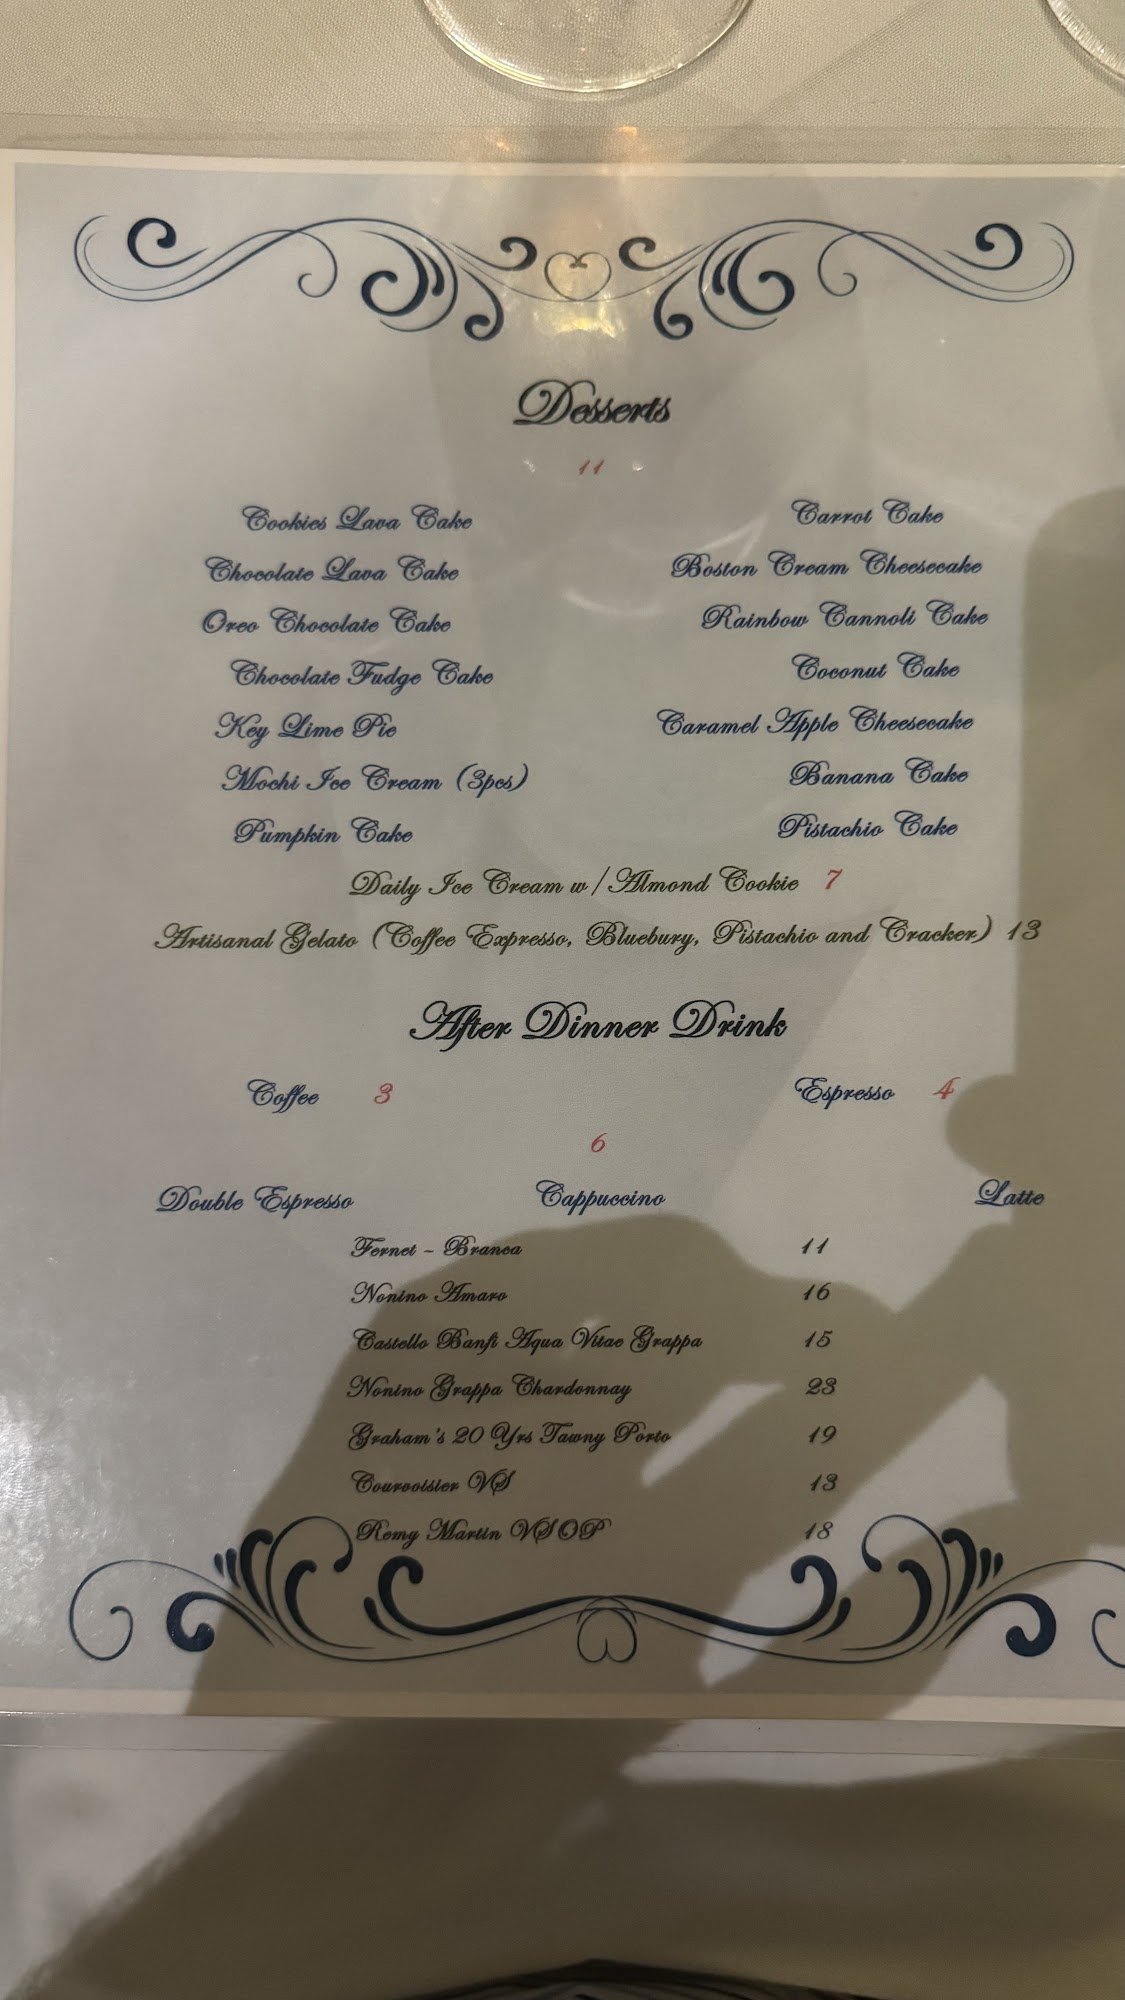 Desserts
11
Cookies Lava Cake Carrot Cake
Chocolate Lava Cake Boston Cream Cheesecake
Oreo Chocolate Cake Rainbow Cannoli Cake
Chocolate Fudge Cake Coconut Cake
Key Lime Pie Caramel Apple Cheesecake
Mochi Ice Cream (3pcs) Banana Cake
Pumpkin Cake Pistachio Cake
Daily Ice Cream w/Almond Cookie 7
Artisanal Gelato (Coffee Expresso, Bluebury, Pistachio and Cracker) 13
After Dinner Drink
Coffee 3 Espresso 4
6
Double Espresso Cappuccino Latte
Fernet - Branca 11
Nonino Amaro 16
Castello Banfi Aqua Vitae Grappa 15
Nonino Grappa Chardonnay 23
Graham's 20 Yrs Tawny Porto 19
Courvoisier VS 13
Remy Martin VSOP 18